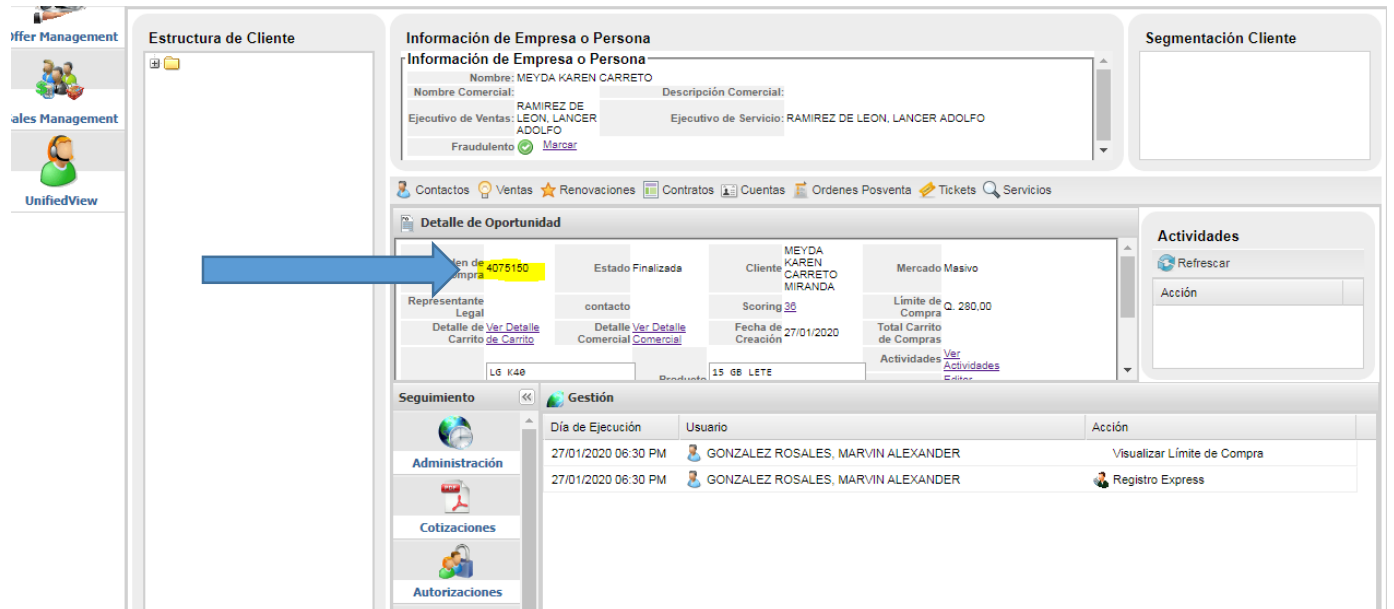 ffer Management
ales Management
UnifiedView
Estructura de Cliente
Información de Empresa o Persona
Información de Empresa o Persona
Nombre: MEYDA KAREN CARRETO
Nombre Comercial: Descripción Comercial:
Ejecutivo de Ventas: RAMIREZ DE LEON, LANCER ADOLFO Ejecutivo de Servicio: RAMIREZ DE LEON, LANCER ADOLFO
Fraudulento Marcar
Segmentación Cliente
Contactos Ventas Renovaciones Contratos Cuentas Ordenes Posventa Tickets Servicios
Detalle de Oportunidad
en de ompra 4075150 Estado Finalizada Cliente MEYDA KAREN CARRETO MIRANDA Mercado Masivo
Representante Legal contacto Scoring 36 Límite de Compra Q. 280,00
Detalle de Carrito Ver Detalle de Carrito Detalle Comercial Ver Detalle Comercial Fecha de Creación 27/01/2020 Total Carrito de Compras
Actividades Ver Actividades
LG K40 Producto 15 GB LETE Editar
Actividades
Refrescar
Acción
Seguimiento
Administración
Cotizaciones
Autorizaciones
Gestión
Día de Ejecución Usuario Acción
27/01/2020 06:30 PM GONZALEZ ROSALES, MARVIN ALEXANDER Visualizar Límite de Compra
27/01/2020 06:30 PM GONZALEZ ROSALES, MARVIN ALEXANDER Registro Express